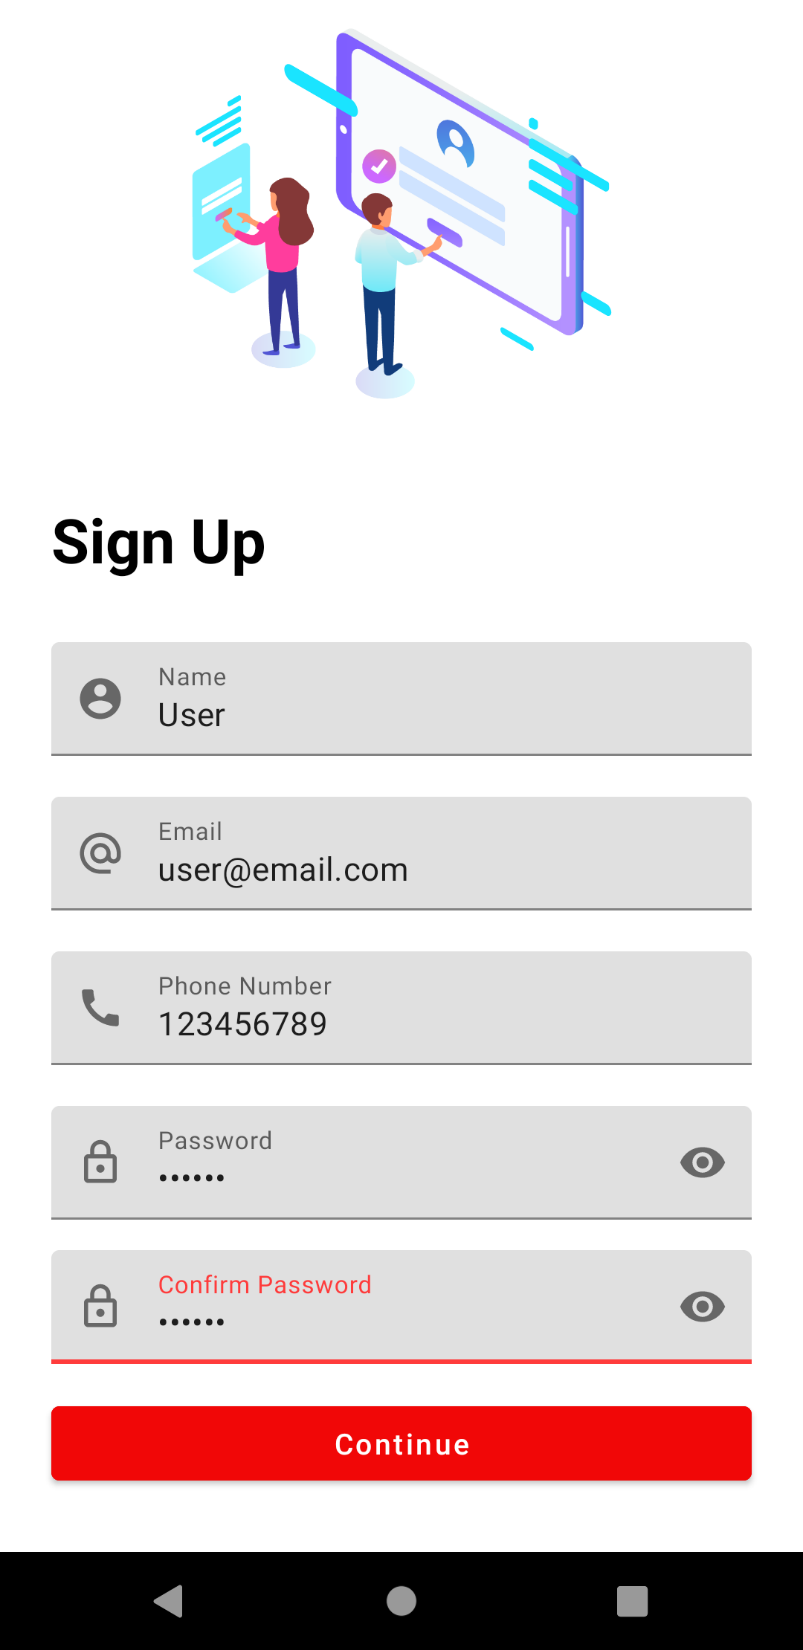 Sign Up
Name
User
Email
user@email.com
Phone Number
123456789
Password
••••••
Confirm Password
••••••
Continue